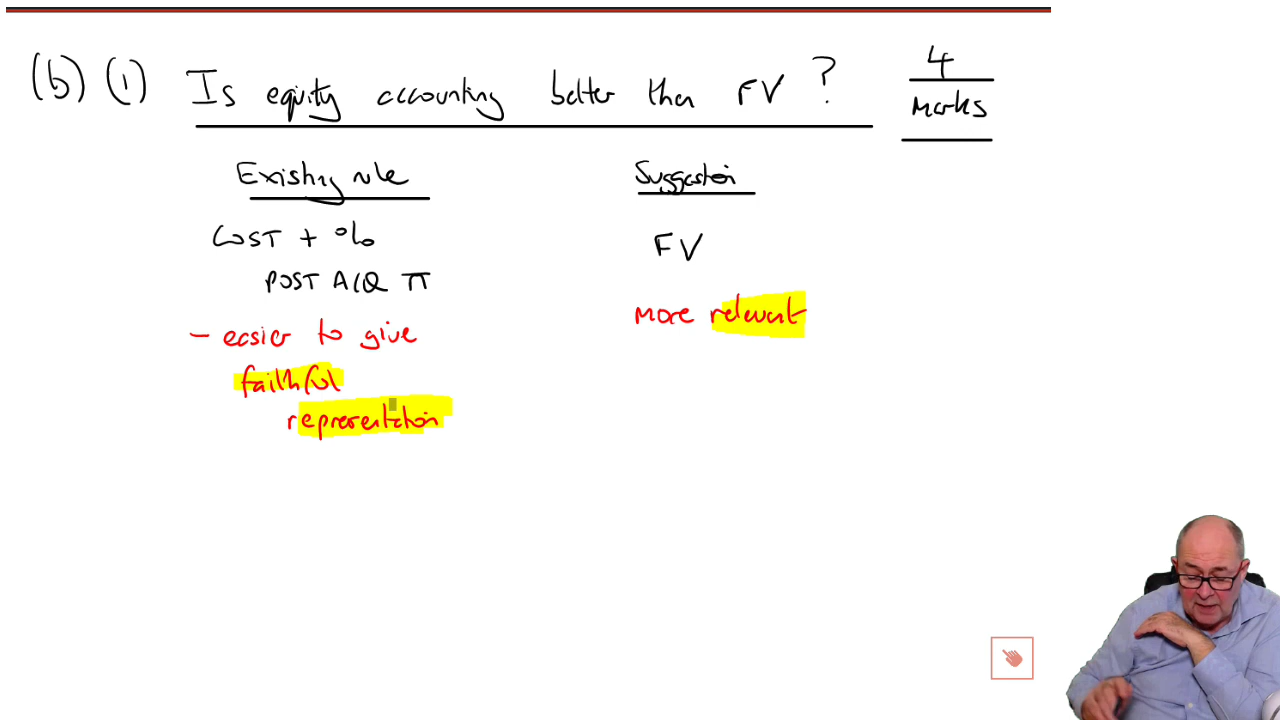 (b) (i) Is equity accounting better than FV ? 4 marks
Existing rule
Suggestion
COST + %
POST ACQ π
FV
- easier to give
faithful
representation
more relevant